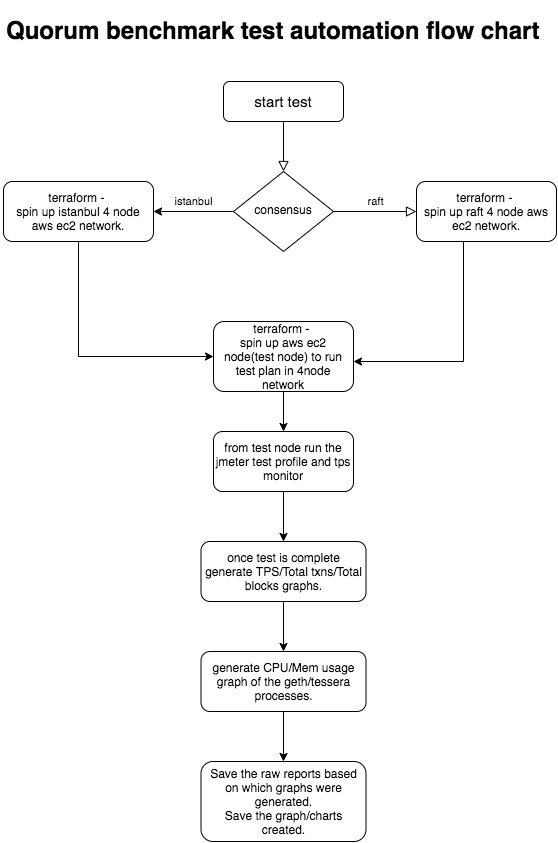 Quorum benchmark test automation flow chart
start test
terraform -
spin up istanbul 4 node
aws ec2 network.
istanbul
consensus
raft
terraform -
spin up raft 4 node aws
ec2 network.
terraform -
spin up aws ec2
node(test node) to run
test plan in 4node
network
from test node run the
jmeter test profile and tps
monitor
once test is complete
generate TPS/Total txns/Total
blocks graphs.
generate CPU/Mem usage
graph of the geth/tessera
processes.
Save the raw reports based
on which graphs were
generated.
Save the graph/charts
created.